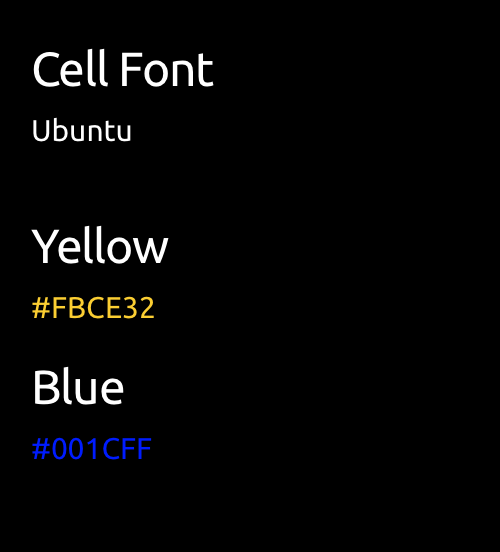 Cell Font
Ubuntu
Yellow
#FBCE32
Blue
#001CFF